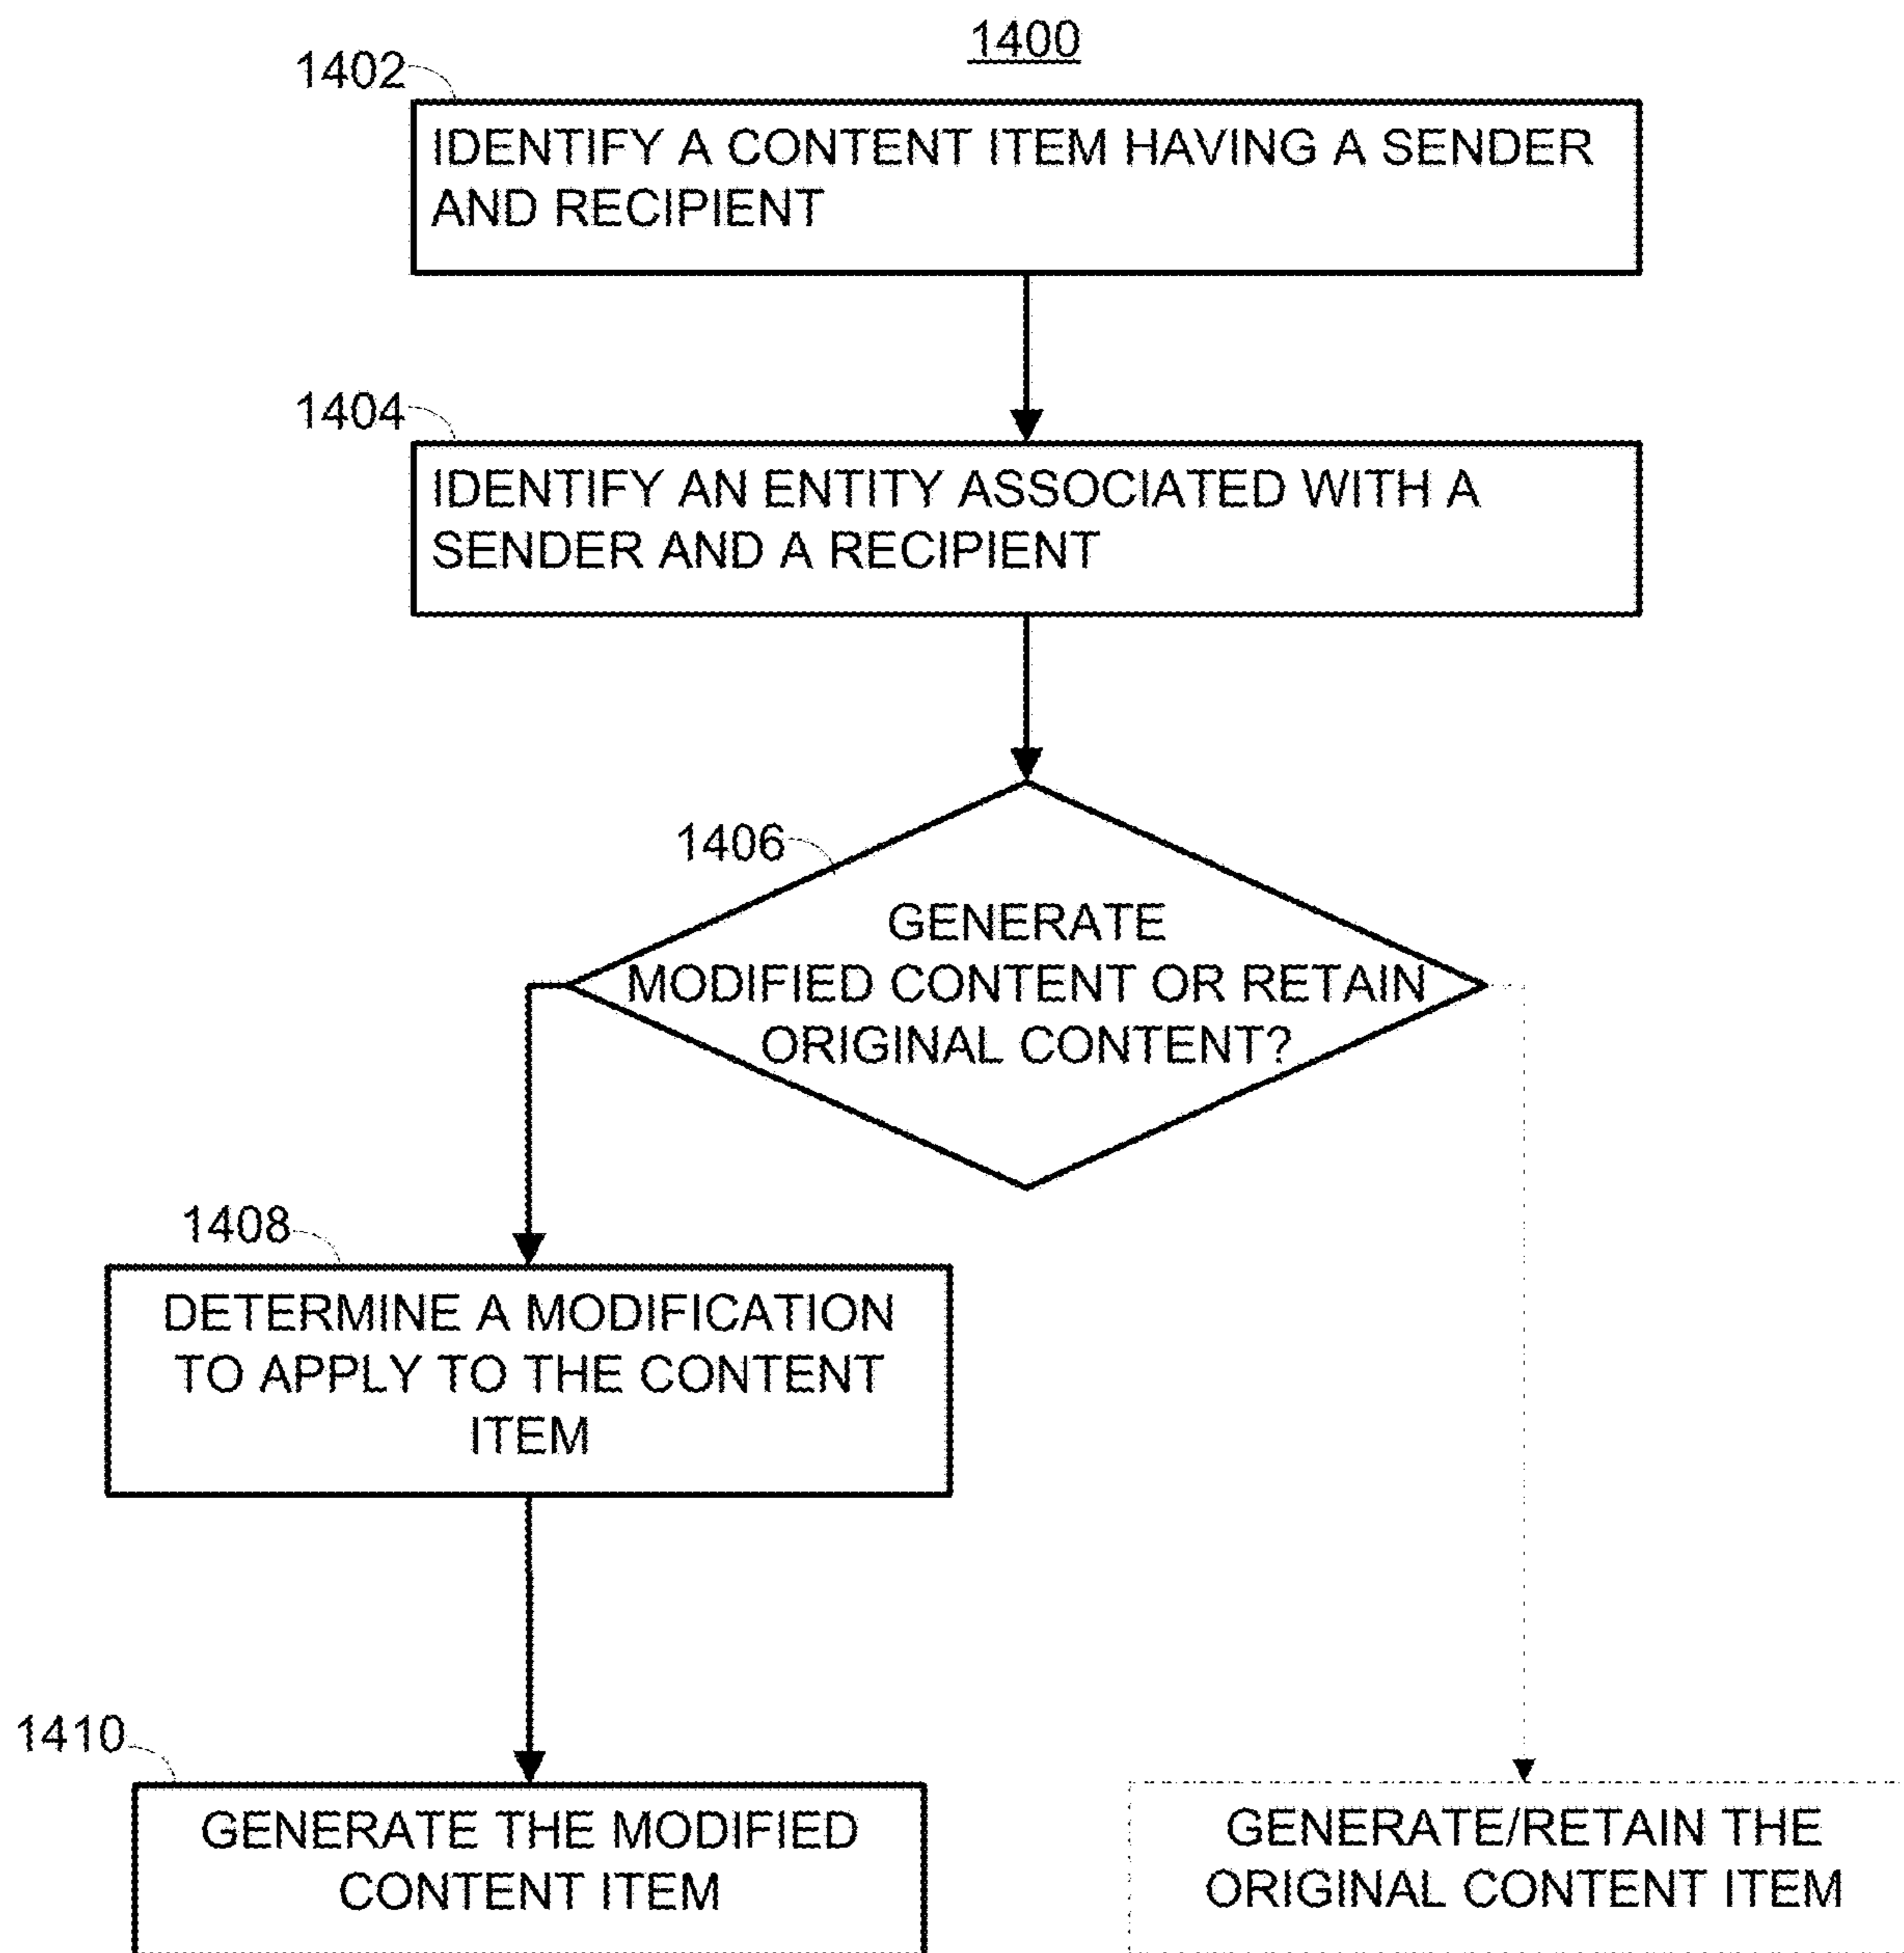 1400
1402
IDENTIFY A CONTENT ITEM HAVING A SENDER
AND RECIPIENT
1404
IDENTIFY AN ENTITY ASSOCIATED WITH A
SENDER AND A RECIPIENT
1406
GENERATE
MODIFIED CONTENT OR RETAIN
ORIGINAL CONTENT?
1408
DETERMINE A MODIFICATION
TO APPLY TO THE CONTENT
ITEM
1410
GENERATE THE MODIFIED
CONTENT ITEM
GENERATE/RETAIN THE
ORIGINAL CONTENT ITEM